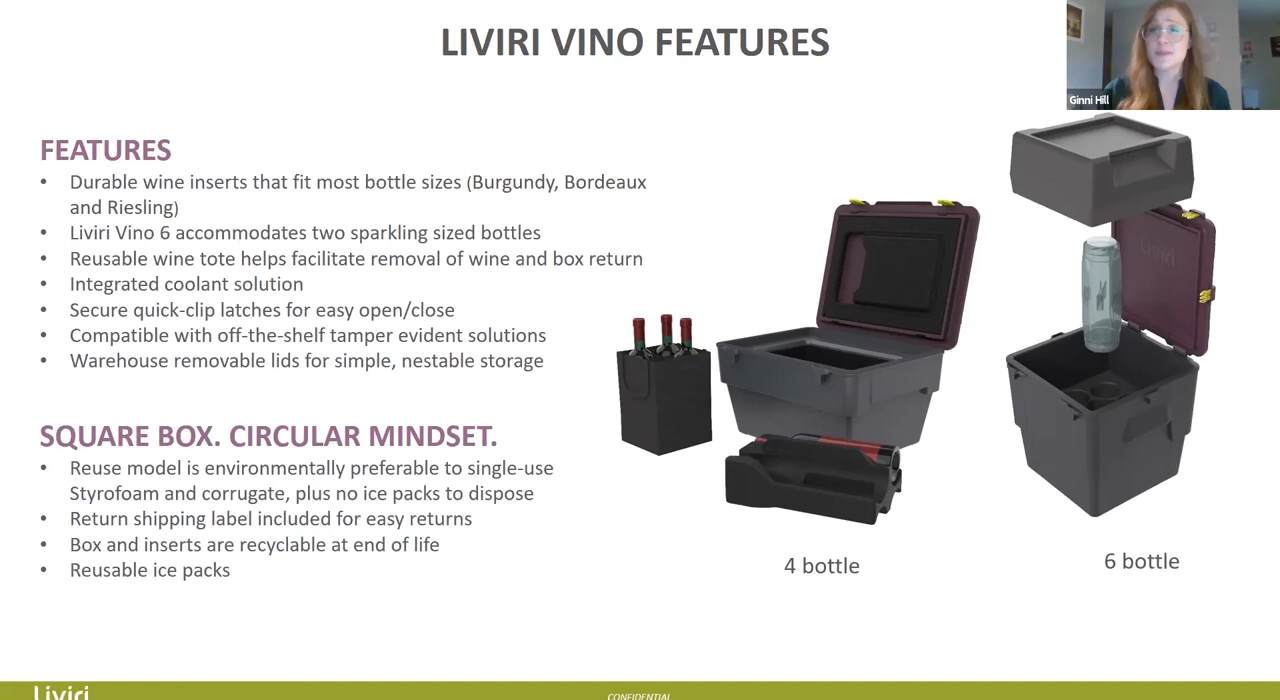 LIVIRI VINO FEATURES
Ginni Hill
FEATURES
• Durable wine inserts that fit most bottle sizes (Burgundy, Bordeaux
and Riesling)
• Liviri Vino 6 accommodates two sparkling sized bottles
• Reusable wine tote helps facilitate removal of wine and box return
• Integrated coolant solution
• Secure quick-clip latches for easy open/close
• Compatible with off-the-shelf tamper evident solutions
• Warehouse removable lids for simple, nestable storage
SQUARE BOX. CIRCULAR MINDSET.
• Reuse model is environmentally preferable to single-use
Styrofoam and corrugate, plus no ice packs to dispose
• Return shipping label included for easy returns
• Box and inserts are recyclable at end of life
• Reusable ice packs
Liviri
4 bottle
6 bottle
Liviri
CONFIDENTIAL